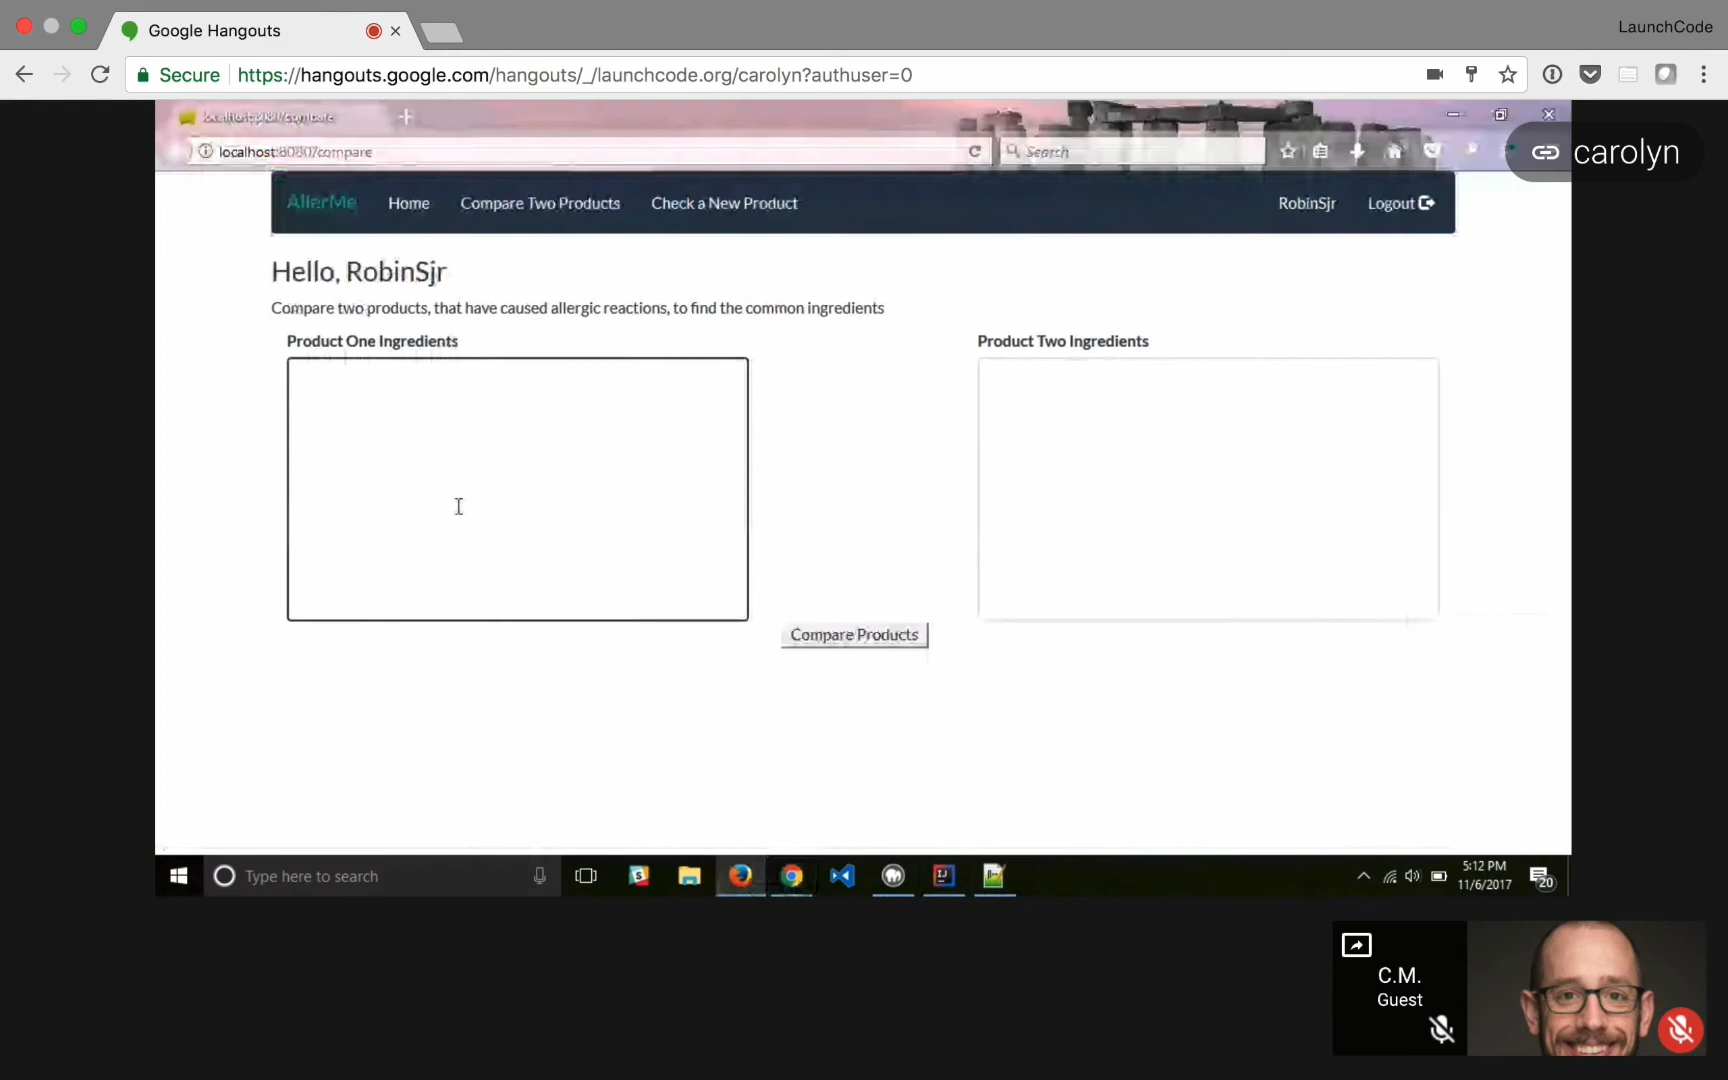 Google Hangouts
LaunchCode
Secure
https://hangouts.google.com/hangouts/_/launchcode.org/carolyn?authuser=0
localhost:8080/compare
localhost:8080/compare
Search
carolyn
AllerMe
Home
Compare Two Products
Check a New Product
RobinSjr
Logout
Hello, RobinSjr
Compare two products, that have caused allergic reactions, to find the common ingredients
Product One Ingredients
Product Two Ingredients
Compare Products
Type here to search
5:12 PM
11/6/2017
20
C.M.
Guest